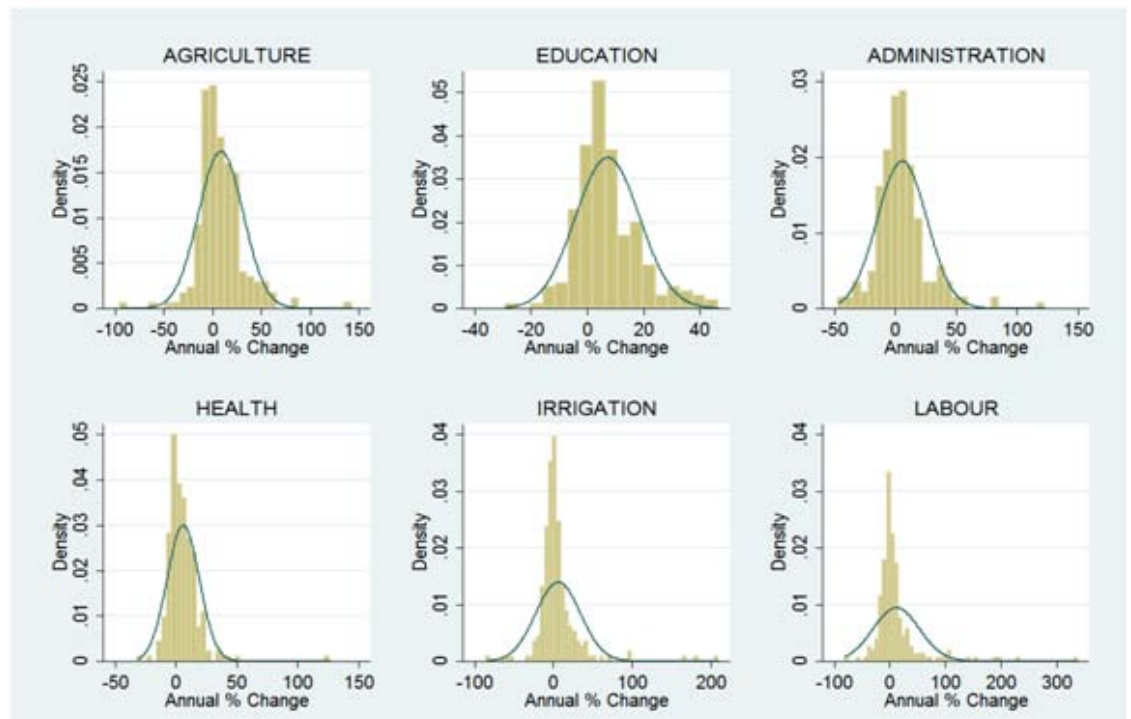 AGRICULTURE
Density
0 .005 .01 .015 .02 .025
-100 -50 0 50 100 150
Annual % Change
EDUCATION
Density
0 .01 .02 .03 .04 .05
-40 -20 0 20 40
Annual % Change
ADMINISTRATION
Density
0 .01 .02 .03
-50 0 50 100 150
Annual % Change
HEALTH
Density
0 .01 .02 .03 .04 .05
-50 0 50 100 150
Annual % Change
IRRIGATION
Density
0 .01 .02 .03 .04
-100 0 100 200
Annual % Change
LABOUR
Density
0 .01 .02 .03 .04
-100 0 100 200 300
Annual % Change